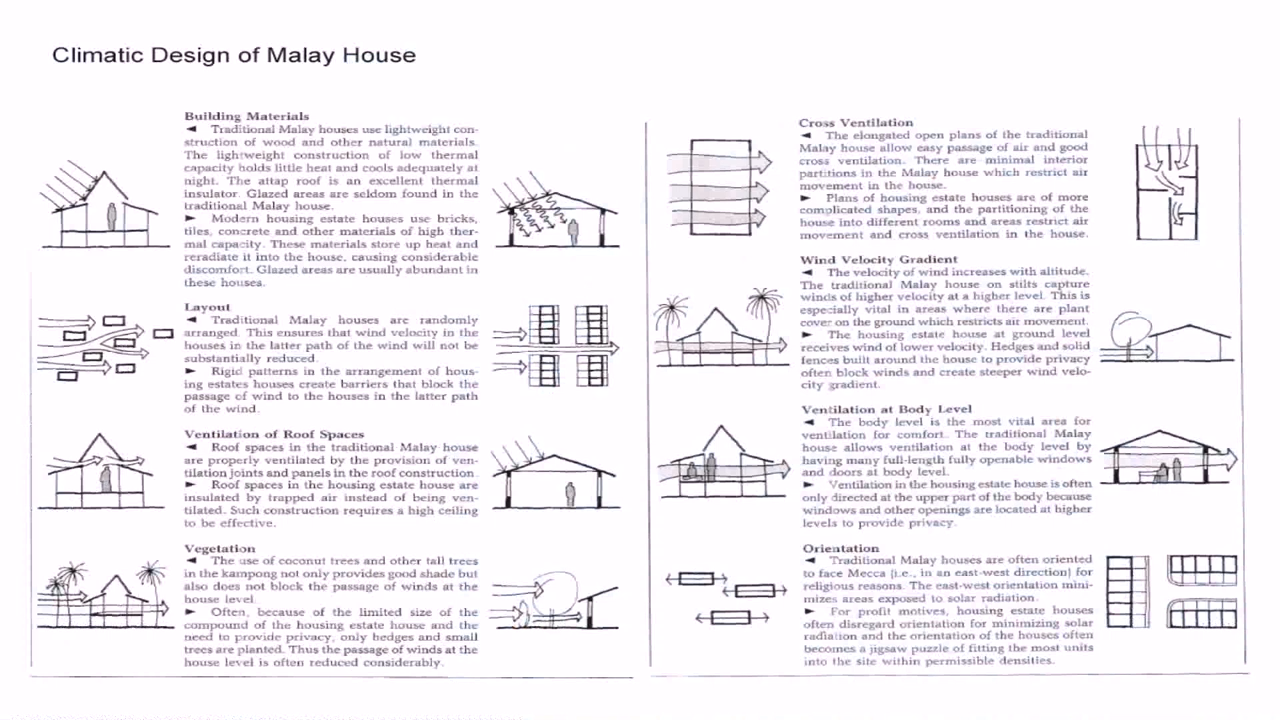 Climatic Design of Malay House
Building Materials
◄ Traditional Malay houses use lightweight con-
struction of wood and other natural materials.
The lightweight construction of low thermal
capacity holds little heat and cools adequately at
night. The attap roof is an excellent thermal
insulator. Glazed areas are seldom found in the
traditional Malay house.
► Modern housing estate houses use bricks,
tiles, concrete and other materials of high ther-
mal capacity. These materials store up heat and
reradiate it into the house, causing considerable
discomfort. Glazed areas are usually abundant in
these houses.
Layout
◄ Traditional Malay houses are randomly
arranged. This ensures that wind velocity in the
houses in the latter path of the wind will not be
substantially reduced.
► Rigid patterns in the arrangement of hous-
ing estates houses create barriers that block the
passage of wind to the houses in the latter path
of the wind.
Ventilation of Roof Spaces
◄ Roof spaces in the traditional Malay house
are properly ventilated by the provision of ven-
tilation joints and panels in the roof construction.
► Roof spaces in the housing estate house are
insulated by trapped air instead of being ven-
tilated. Such construction requires a high ceiling
to be effective.
Vegetation
◄ The use of coconut trees and other tall trees
in the kampong not only provides good shade but
also does not block the passage of winds at the
house level.
► Often, because of the limited size of the
compound of the housing estate house and the
need to provide privacy, only hedges and small
trees are planted. Thus the passage of winds at the
house level is often reduced considerably.
Cross Ventilation
◄ The elongated open plans of the traditional
Malay house allow easy passage of air and good
cross ventilation. There are minimal interior
partitions in the Malay house which restrict air
movement in the house.
► Plans of housing estate houses are of more
complicated shapes, and the partitioning of the
house into different rooms and areas restrict air
movement and cross ventilation in the house.
Wind Velocity Gradient
◄ The velocity of wind increases with altitude.
The traditional Malay house on stilts capture
winds of higher velocity at a higher level. This is
especially vital in areas where there are plant
cover on the ground which restricts air movement.
► The housing estate house at ground level
receives wind of lower velocity. Hedges and solid
fences built around the house to provide privacy
often block winds and create steeper wind velo-
city gradient.
Ventilation at Body Level
◄ The body level is the most vital area for
ventilation for comfort. The traditional Malay
house allows ventilation at the body level by
having many full-length fully openable windows
and doors at body level.
► Ventilation in the housing estate house is often
only directed at the upper part of the body because
windows and other openings are located at higher
levels to provide privacy.
Orientation
◄ Traditional Malay houses are often oriented
to face Mecca (i.e., in an east-west direction) for
religious reasons. The east-west orientation mini-
mizes areas exposed to solar radiation.
► For profit motives, housing estate houses
often disregard orientation for minimizing solar
radiation and the orientation of the houses often
becomes a jigsaw puzzle of fitting the most units
into the site within permissible densities.